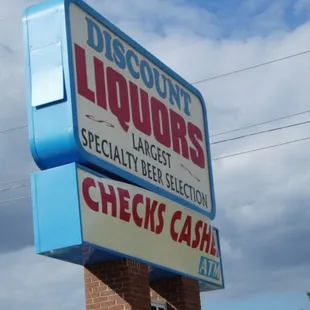 DISCOUNT
LIQUORS
LARGEST
SPECIALTY BEER SELECTION
CHECKS CASHED
ATM